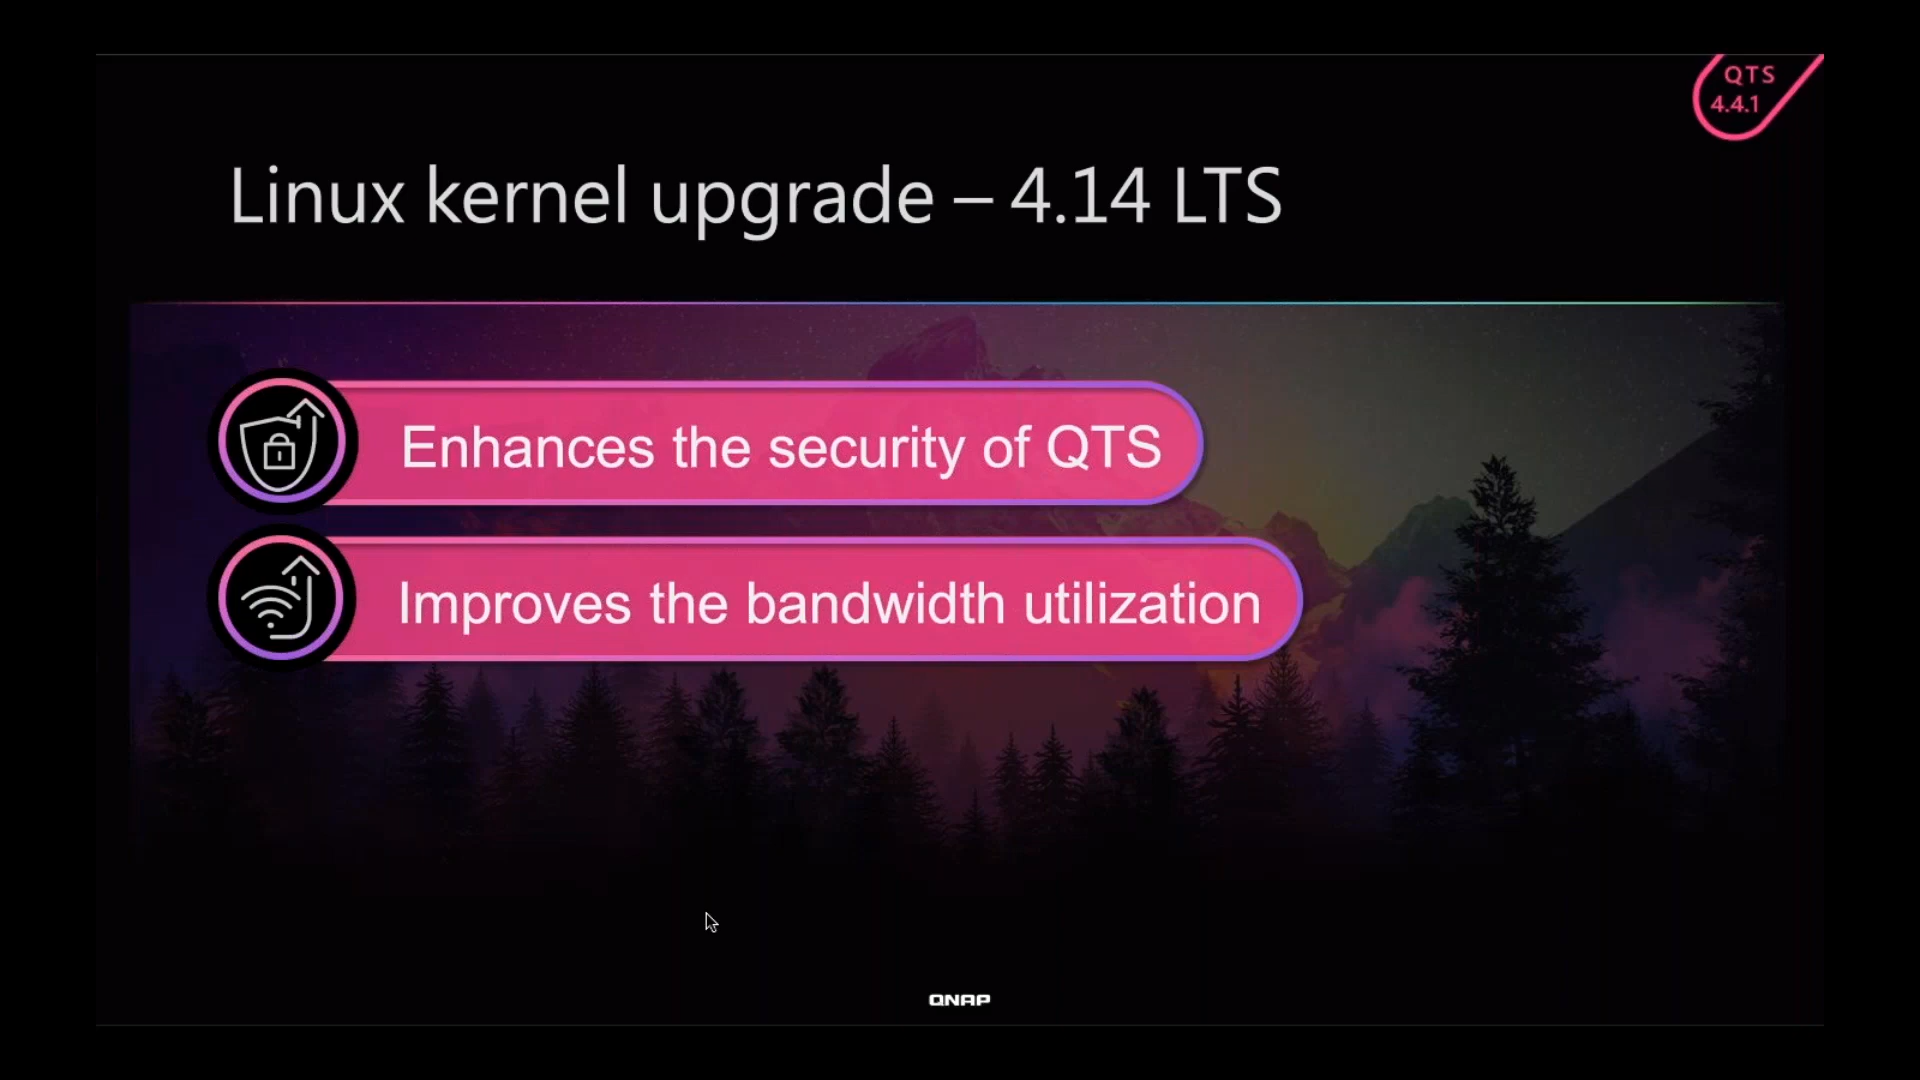 QTS
4.4.1
Linux kernel upgrade – 4.14 LTS
Enhances the security of QTS
Improves the bandwidth utilization
QNAP